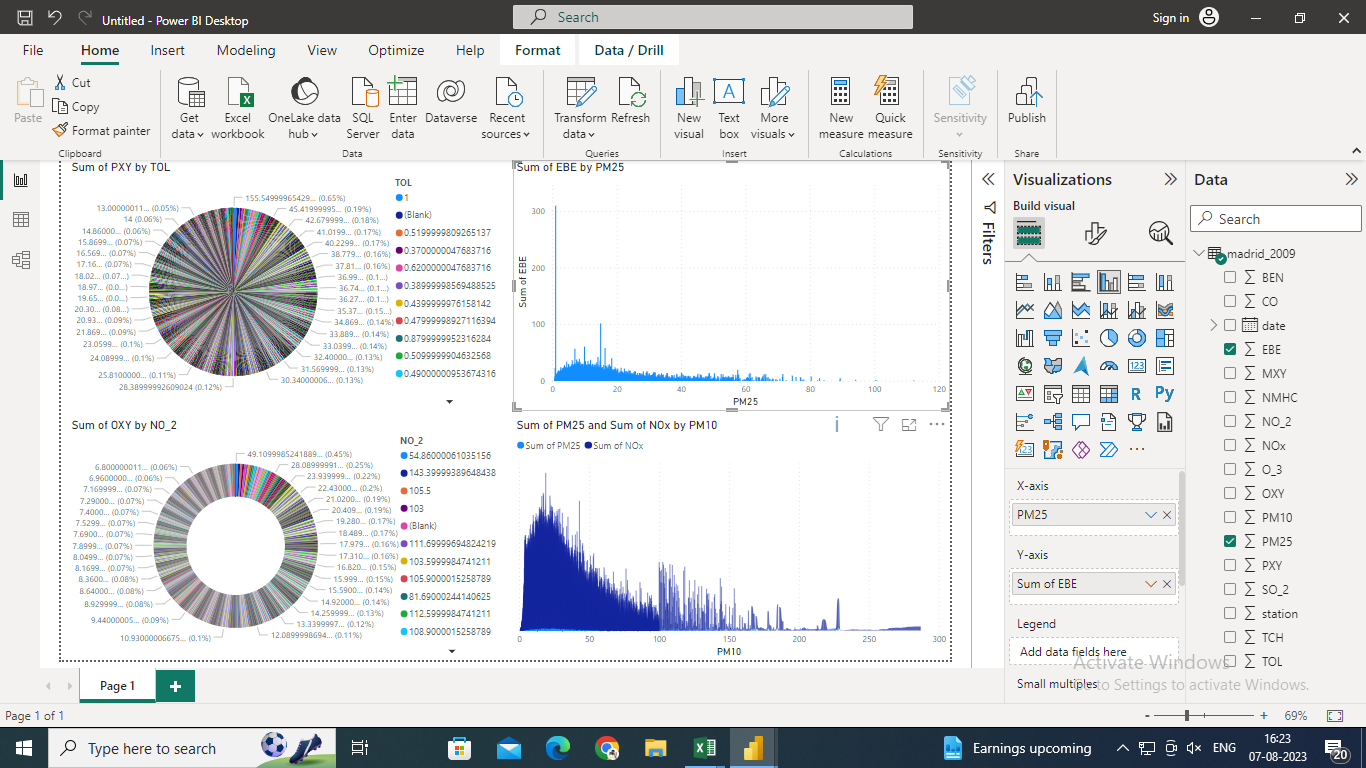 Untitled - Power BI Desktop
Search
Sign in
File Home Insert Modeling View Optimize Help Format Data / Drill
Paste
Cut
Copy
Format painter
Get data
Excel workbook
OneLake data hub
SQL Server
Enter data
Dataverse
Recent sources
Transform data
Refresh
New visual
Text box
More visuals
New measure
Quick measure
Sensitivity
Publish
Clipboard
Data
Queries
Insert
Calculations
Sensitivity
Share
Sum of PXY by TOL
155.54999965429... (0.65%)
45.41999995... (0.19%)
42.679999... (0.18%)
41.0199... (0.17%)
40.2299... (0.17%)
38.779... (0.16%)
37.81... (0.16%)
36.99... (0.1...)
36.74... (0.1...)
36.27... (0.1...)
35.37... (0.15...)
34.869... (0.14%)
33.889... (0.14%)
33.0399... (0.14%)
32.40000... (0.13%)
31.569999... (0.13%)
30.34000006... (0.13%)
28.38999992609024 (0.12%)
25.8100000... (0.11%)
24.08999... (0.1%)
23.0599... (0.1%)
21.869... (0.09%)
20.93... (0.09%)
20.30... (0.08...)
19.65... (0.0...)
18.97... (0.0...)
18.02... (0.07...)
17.16... (0.07%)
16.569... (0.07%)
15.8699... (0.07%)
14.86000... (0.06%)
14 (0.06%)
13.00000011... (0.05%)
TOL
1
(Blank)
0.5199999809265137
0.3700000047683716
0.6200000047683716
0.38999998569488525
0.4399999976158142
0.47999998927116394
0.8799999952316284
0.5099999904632568
0.49000000953674316
Sum of EBE by PM25
Sum of EBE
300
200
100
0
0 20 40 60 80 100 120
PM25
Sum of OXY by NO_2
49.1099985241889... (0.45%)
28.08999991... (0.25%)
23.939999... (0.22%)
22.43000... (0.2%)
21.0200... (0.19%)
20.409... (0.19%)
19.280... (0.17%)
18.489... (0.17%)
17.979... (0.16%)
17.310... (0.16%)
16.820... (0.15%)
15.999... (0.15%)
15.5900... (0.14%)
14.92000... (0.14%)
14.259999... (0.13%)
13.3399997... (0.12%)
12.0899998694... (0.11%)
10.93000006675... (0.1%)
9.44000005... (0.09%)
8.929999... (0.08%)
8.64000... (0.08%)
8.3600... (0.08%)
8.1699... (0.07%)
8.0499... (0.07%)
7.8999... (0.07%)
7.6900... (0.07%)
7.5299... (0.07%)
7.4000... (0.07%)
7.29000... (0.07%)
7.169999... (0.07%)
6.9600000... (0.06%)
6.800000011... (0.06%)
NO_2
54.86000061035156
143.39999389648438
105.5
103
(Blank)
111.69999694824219
103.5999984741211
105.9000015258789
81.69000244140625
112.5999984741211
108.9000015258789
Sum of PM25 and Sum of NOx by PM10
Sum of PM25 Sum of NOx
0 50 100 150 200 250 300
PM10
Filters
Visualizations
Build visual
123
R
Py
123
X-axis
PM25
Y-axis
Sum of EBE
Legend
Add data fields here
Small multiples
Data
Search
madrid_2009
BEN
CO
date
EBE
MXY
NMHC
NO_2
NOx
O_3
OXY
PM10
PM25
PXY
SO_2
station
TCH
TOL
Activate Windows
Go to Settings to activate Windows.
Page 1
Page 1 of 1
69%
Type here to search
Earnings upcoming
ENG
16:23
07-08-2023
20